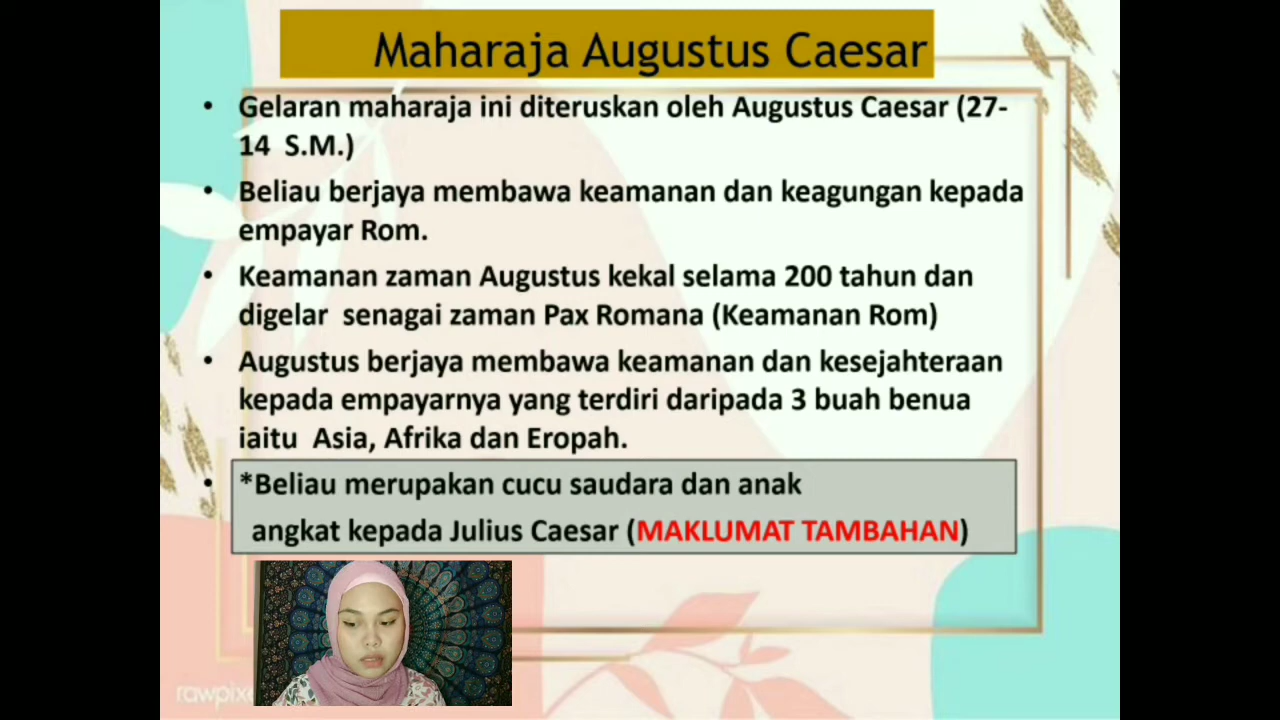 Maharaja Augustus Caesar
• Gelaran maharaja ini diteruskan oleh Augustus Caesar (27-
14 S.M.)
• Beliau berjaya membawa keamanan dan keagungan kepada
empayar Rom.
• Keamanan zaman Augustus kekal selama 200 tahun dan
digelar senagai zaman Pax Romana (Keamanan Rom)
• Augustus berjaya membawa keamanan dan kesejahteraan
kepada empayarnya yang terdiri daripada 3 buah benua
iaitu Asia, Afrika dan Eropah.
• *Beliau merupakan cucu saudara dan anak
angkat kepada Julius Caesar (MAKLUMAT TAMBAHAN)